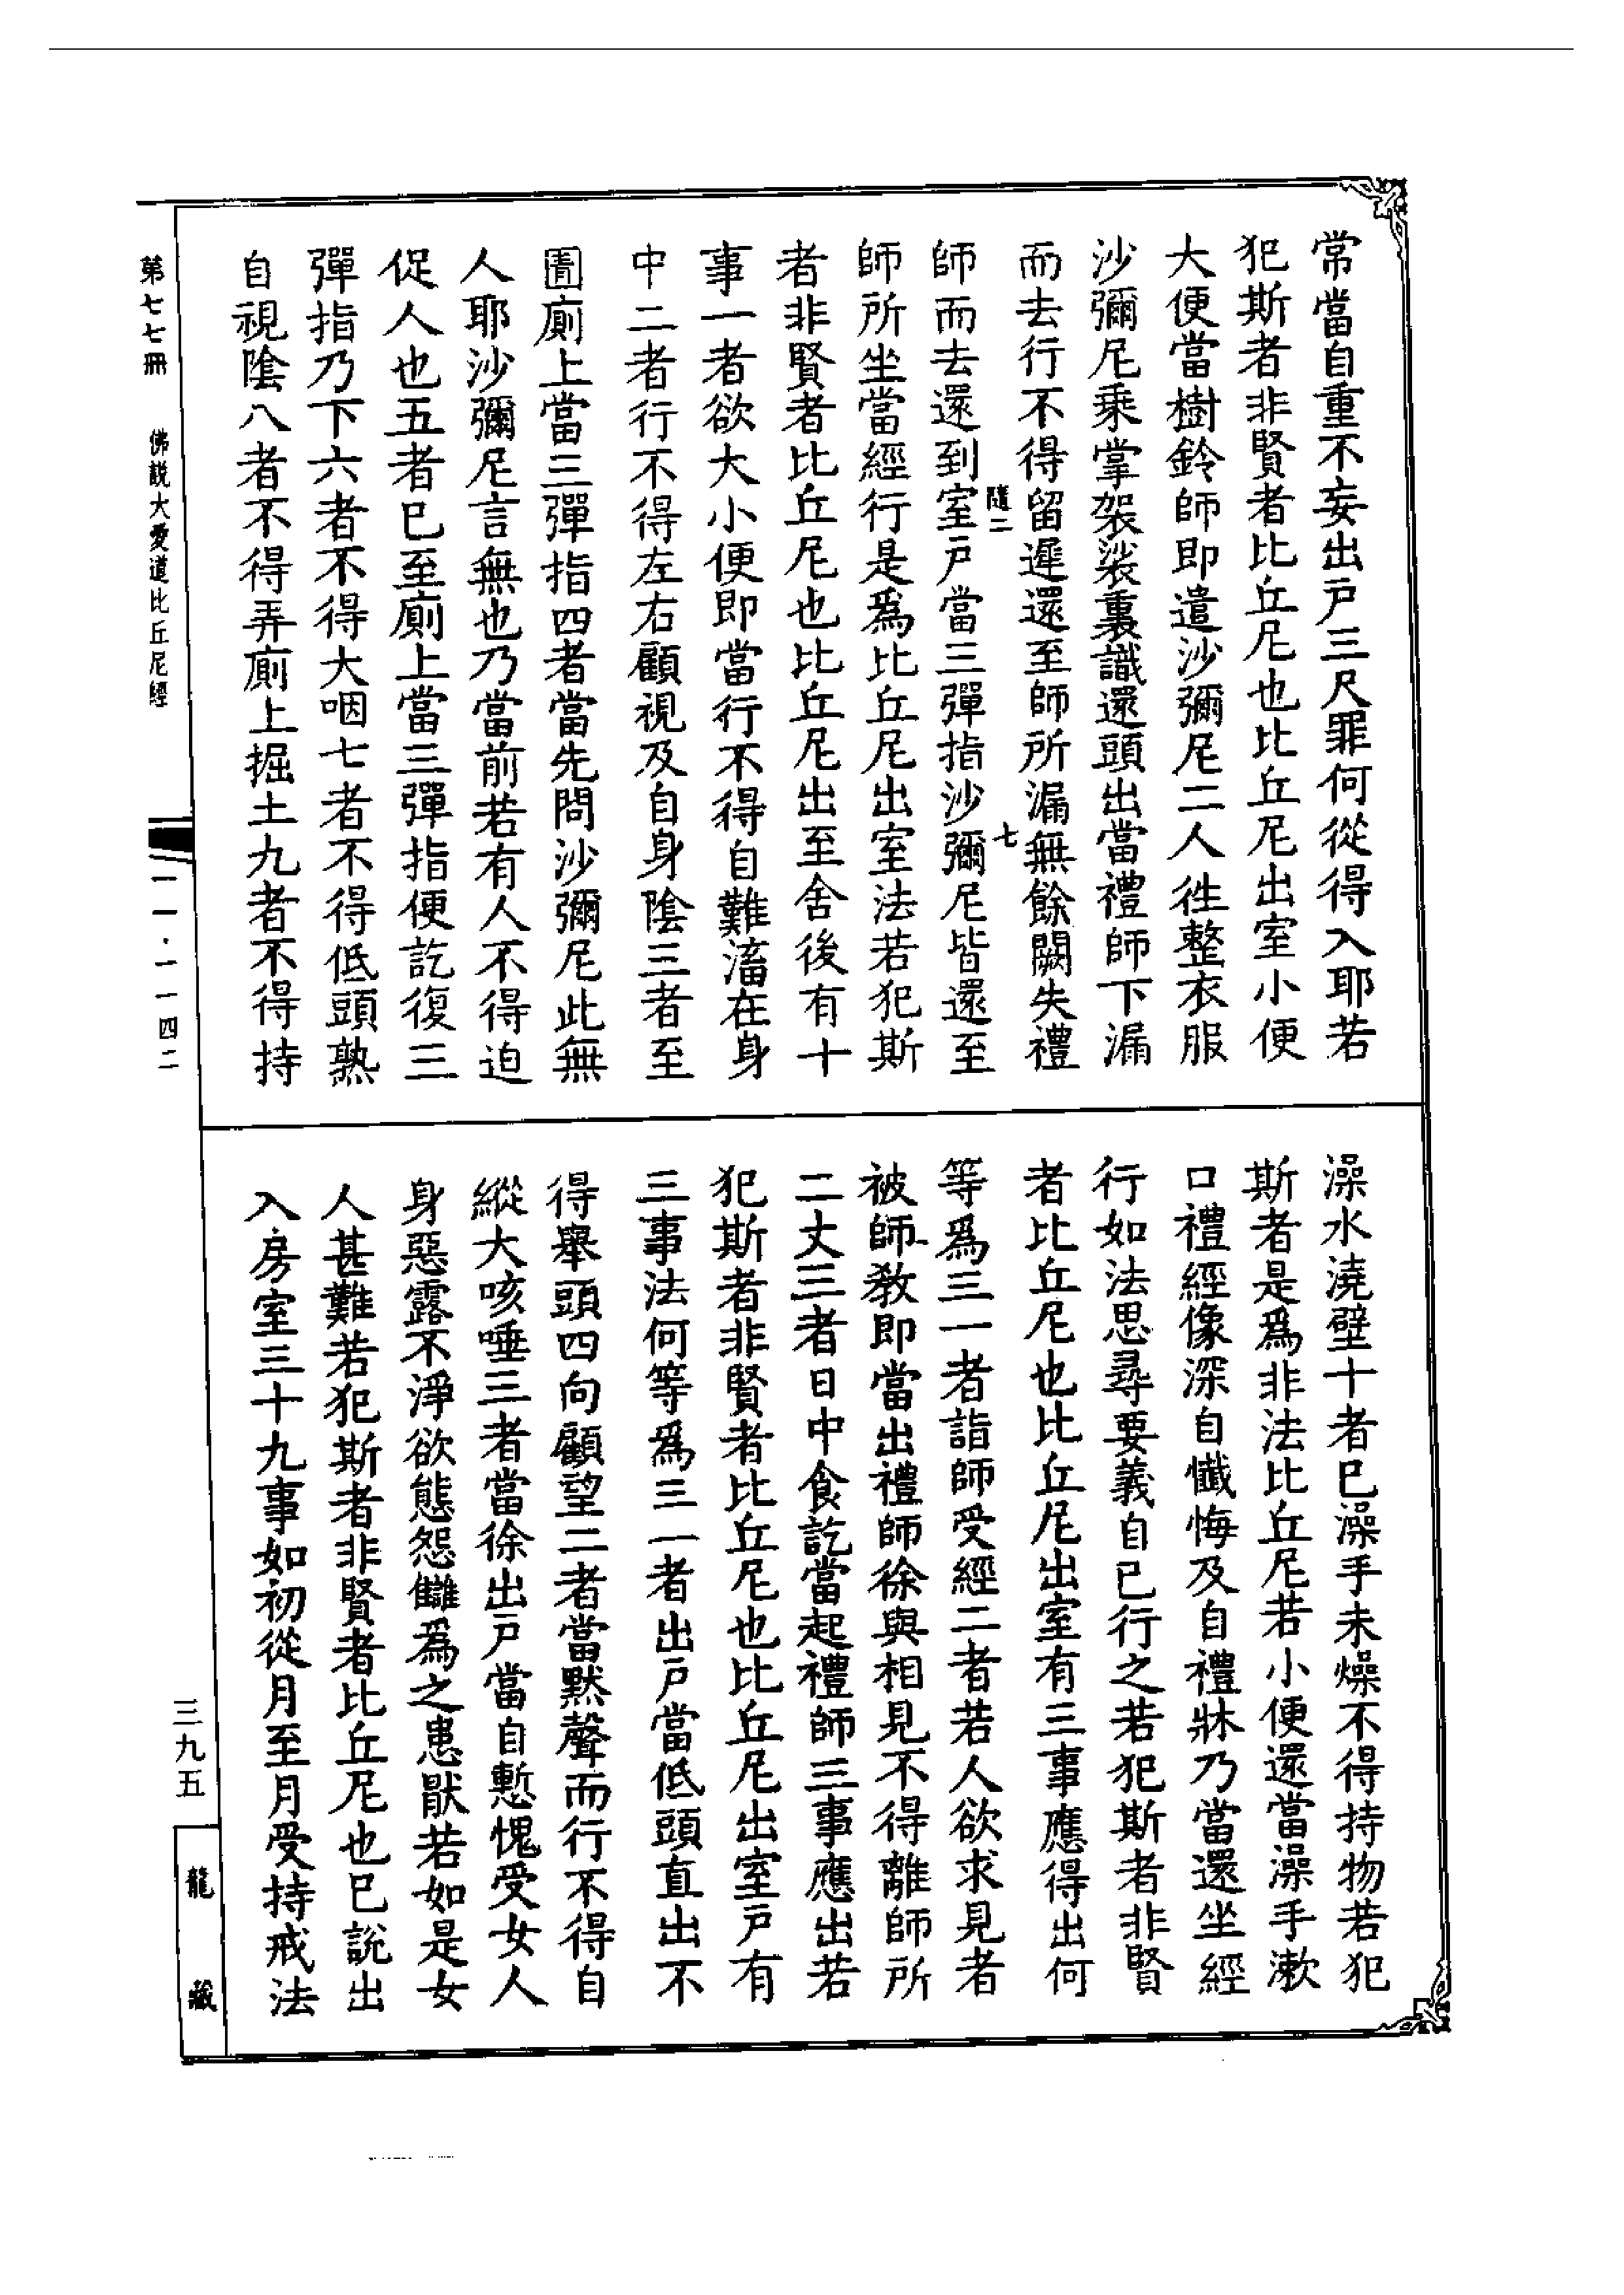 常當自重不妄出戸三尺罪何從得入耶若
犯斯者非賢者比丘尼也比丘尼出室小便
大便當樹鈴師即遣沙彌尼二人往整衣服
沙彌尼乘掌袈裟裏識還頭出當禮師下漏
而去行不得留遲還至師所漏無餘闕失禮
隨二
七
師而去還到室戸當三彈指沙彌尼皆還至
師所坐當經行是爲比丘尼出室法若犯斯
者非賢者比丘尼也比丘尼出至舍後有十
事一者欲大小便即當行不得自難滀在身
中二者行不得左右顧視及自身陰三者至
圊廁上當三彈指四者當先問沙彌尼此無
人耶沙彌尼言無也乃當前若有人不得迫
促人也五者已至廁上當三彈指便訖復三
彈指乃下六者不得大咽七者不得低頭熟
自視陰八者不得弄廁上掘土九者不得持
澡水澆壁十者已澡手未燥不得持物若犯
斯者是爲非法比丘尼若小便還當澡手漱
口禮經像深自懺悔及自禮牀乃當還坐經
行如法思尋要義自已行之若犯斯者非賢
者比丘尼也比丘尼出室有三事應得出何
等爲三一者詣師受經二者若人欲求見者
被師教即當出禮師徐與相見不得離師所
二丈三者日中食訖當起禮師三事應出若
犯斯者非賢者比丘尼也比丘尼出室戸有
三事法何等爲三一者出戸當低頭直出不
得舉頭四向顧望二者當默聲而行不得自
縱大咳唾三者當徐出戸當自慙愧受女人
身惡露不淨欲態怨讎爲之患猒若如是女
人甚難若犯斯者非賢者比丘尼也已說出
入房室三十九事如初從月至月受持戒法
第七七冊 佛説大愛道比丘尼經
一一·一一四二
三九五
龍藏